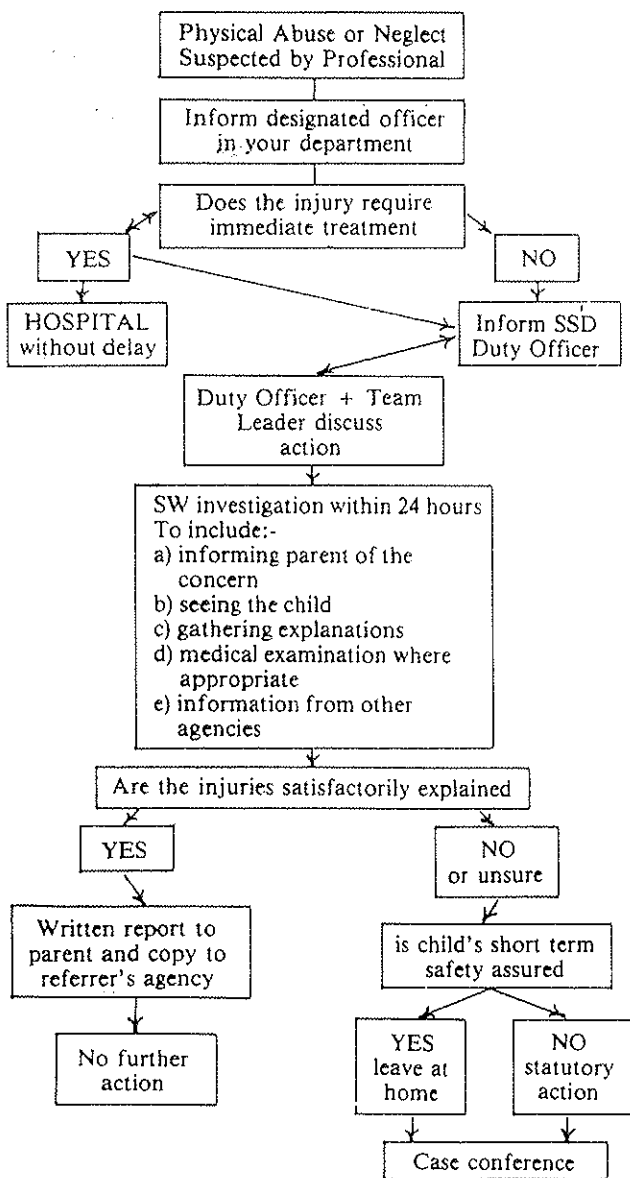 Physical Abuse or Neglect
Suspected by Professional
Inform designated officer
in your department
Does the injury require
immediate treatment
YES
NO
HOSPITAL
without delay
Inform SSD
Duty Officer
Duty Officer + Team
Leader discuss
action
SW investigation within 24 hours
To include:-
a) informing parent of the
concern
b) seeing the child
c) gathering explanations
d) medical examination where
appropriate
e) information from other
agencies
Are the injuries satisfactorily explained
YES
NO
or unsure
Written report to
parent and copy to
referrer's agency
is child's short term
safety assured
No further
action
YES
leave at
home
NO
statutory
action
Case conference